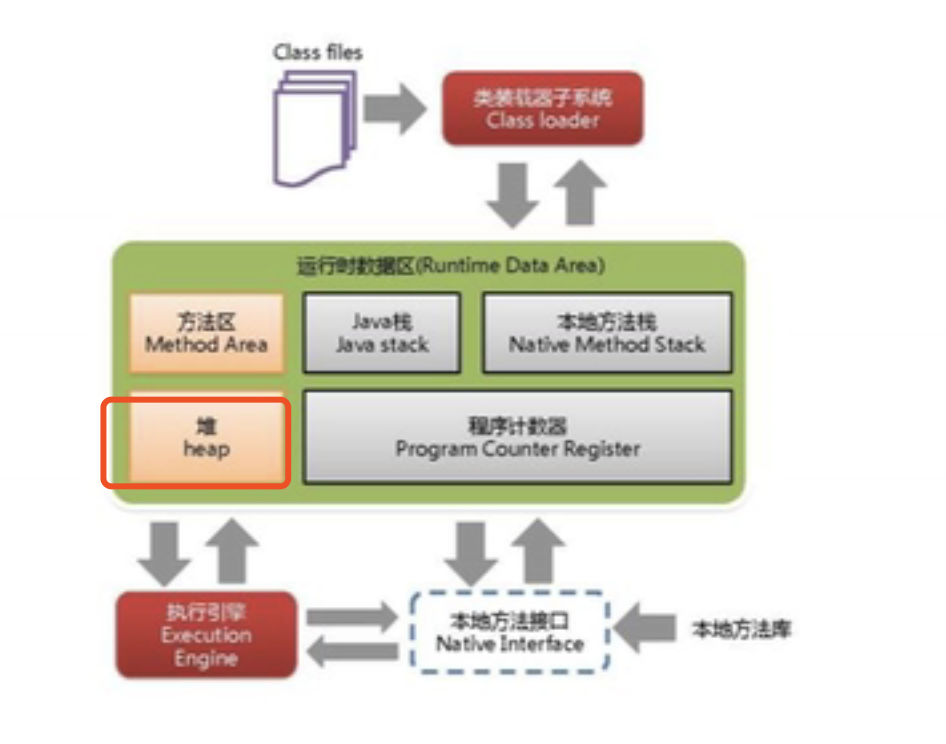 Class files
类装载器子系统
Class loader
运行时数据区(Runtime Data Area)
方法区
Method Area
Java栈
Java stack
本地方法栈
Native Method Stack
堆
heap
程序计数器
Program Counter Register
执行引擎
Execution
Engine
本地方法接口
Native Interface
本地方法库